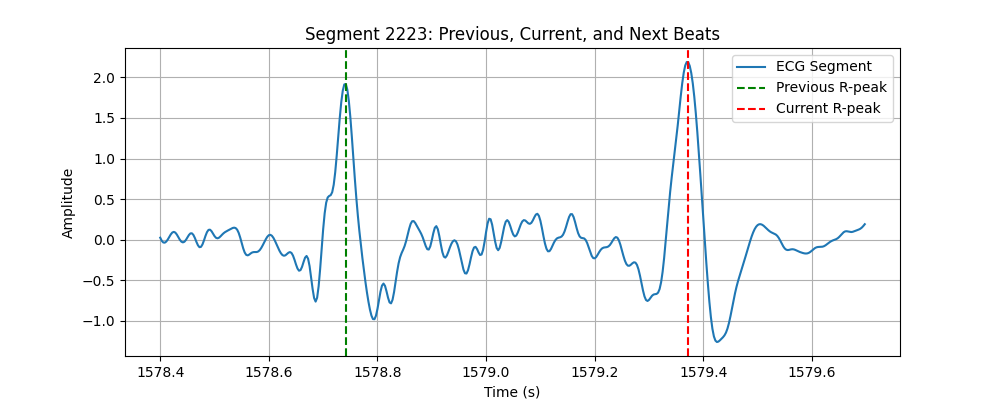 Segment 2223: Previous, Current, and Next Beats
ECG Segment
Previous R-peak
Current R-peak
Amplitude
2.0
1.5
1.0
0.5
0.0
−0.5
−1.0
1578.4 1578.6 1578.8 1579.0 1579.2 1579.4 1579.6
Time (s)